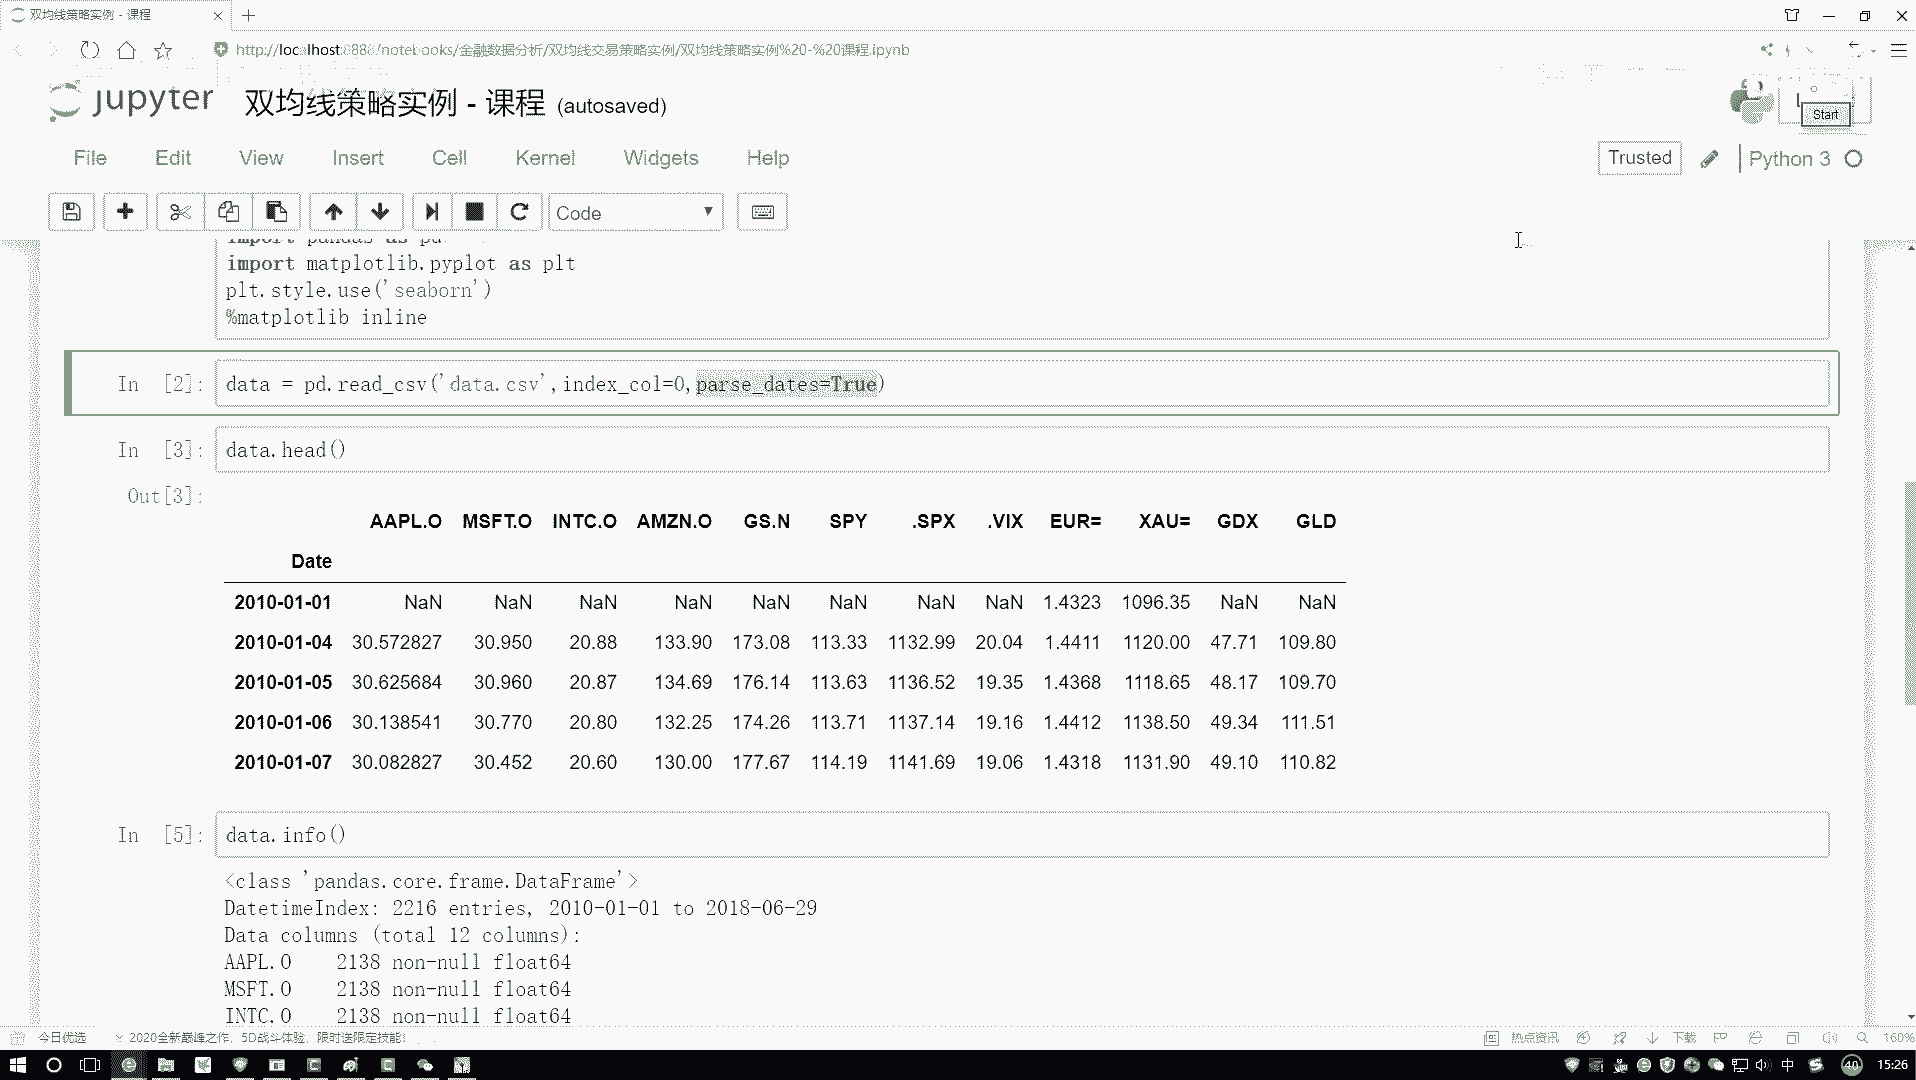 双均线策略实例 - 课程
http://localhost:8888/notebooks/金融数据分析/双均线交易策略实例/双均线策略实例%20-%20课程.ipynb
jupyter 双均线策略实例 - 课程 (autosaved)
Start
File Edit View Insert Cell Kernel Widgets Help
Trusted
Python 3
Code
import pandas as pd
import matplotlib.pyplot as plt
plt.style.use('seaborn')
%matplotlib inline
In [2]: data = pd.read_csv('data.csv',index_col=0,parse_dates=True)
In [3]: data.head()
Out[3]:
AAPL.O MSFT.O INTC.O AMZN.O GS.N SPY .SPX .VIX EUR= XAU= GDX GLD
Date
2010-01-01 NaN NaN NaN NaN NaN NaN NaN NaN 1.4323 1096.35 NaN NaN
2010-01-04 30.572827 30.950 20.88 133.90 173.08 113.33 1132.99 20.04 1.4411 1120.00 47.71 109.80
2010-01-05 30.625684 30.960 20.87 134.69 176.14 113.63 1136.52 19.35 1.4368 1118.65 48.17 109.70
2010-01-06 30.138541 30.770 20.80 132.25 174.26 113.71 1137.14 19.16 1.4412 1138.50 49.34 111.51
2010-01-07 30.082827 30.452 20.60 130.00 177.67 114.19 1141.69 19.06 1.4318 1131.90 49.10 110.82
In [5]: data.info()
<class 'pandas.core.frame.DataFrame'>
DatetimeIndex: 2216 entries, 2010-01-01 to 2018-06-29
Data columns (total 12 columns):
AAPL.O 2138 non-null float64
MSFT.O 2138 non-null float64
INTC.O 2138 non-null float64
今日优选 2020全新巅峰之作，5D战斗体验，限时送限定技能！ 热点资讯 下载 160%
中 40 15:26